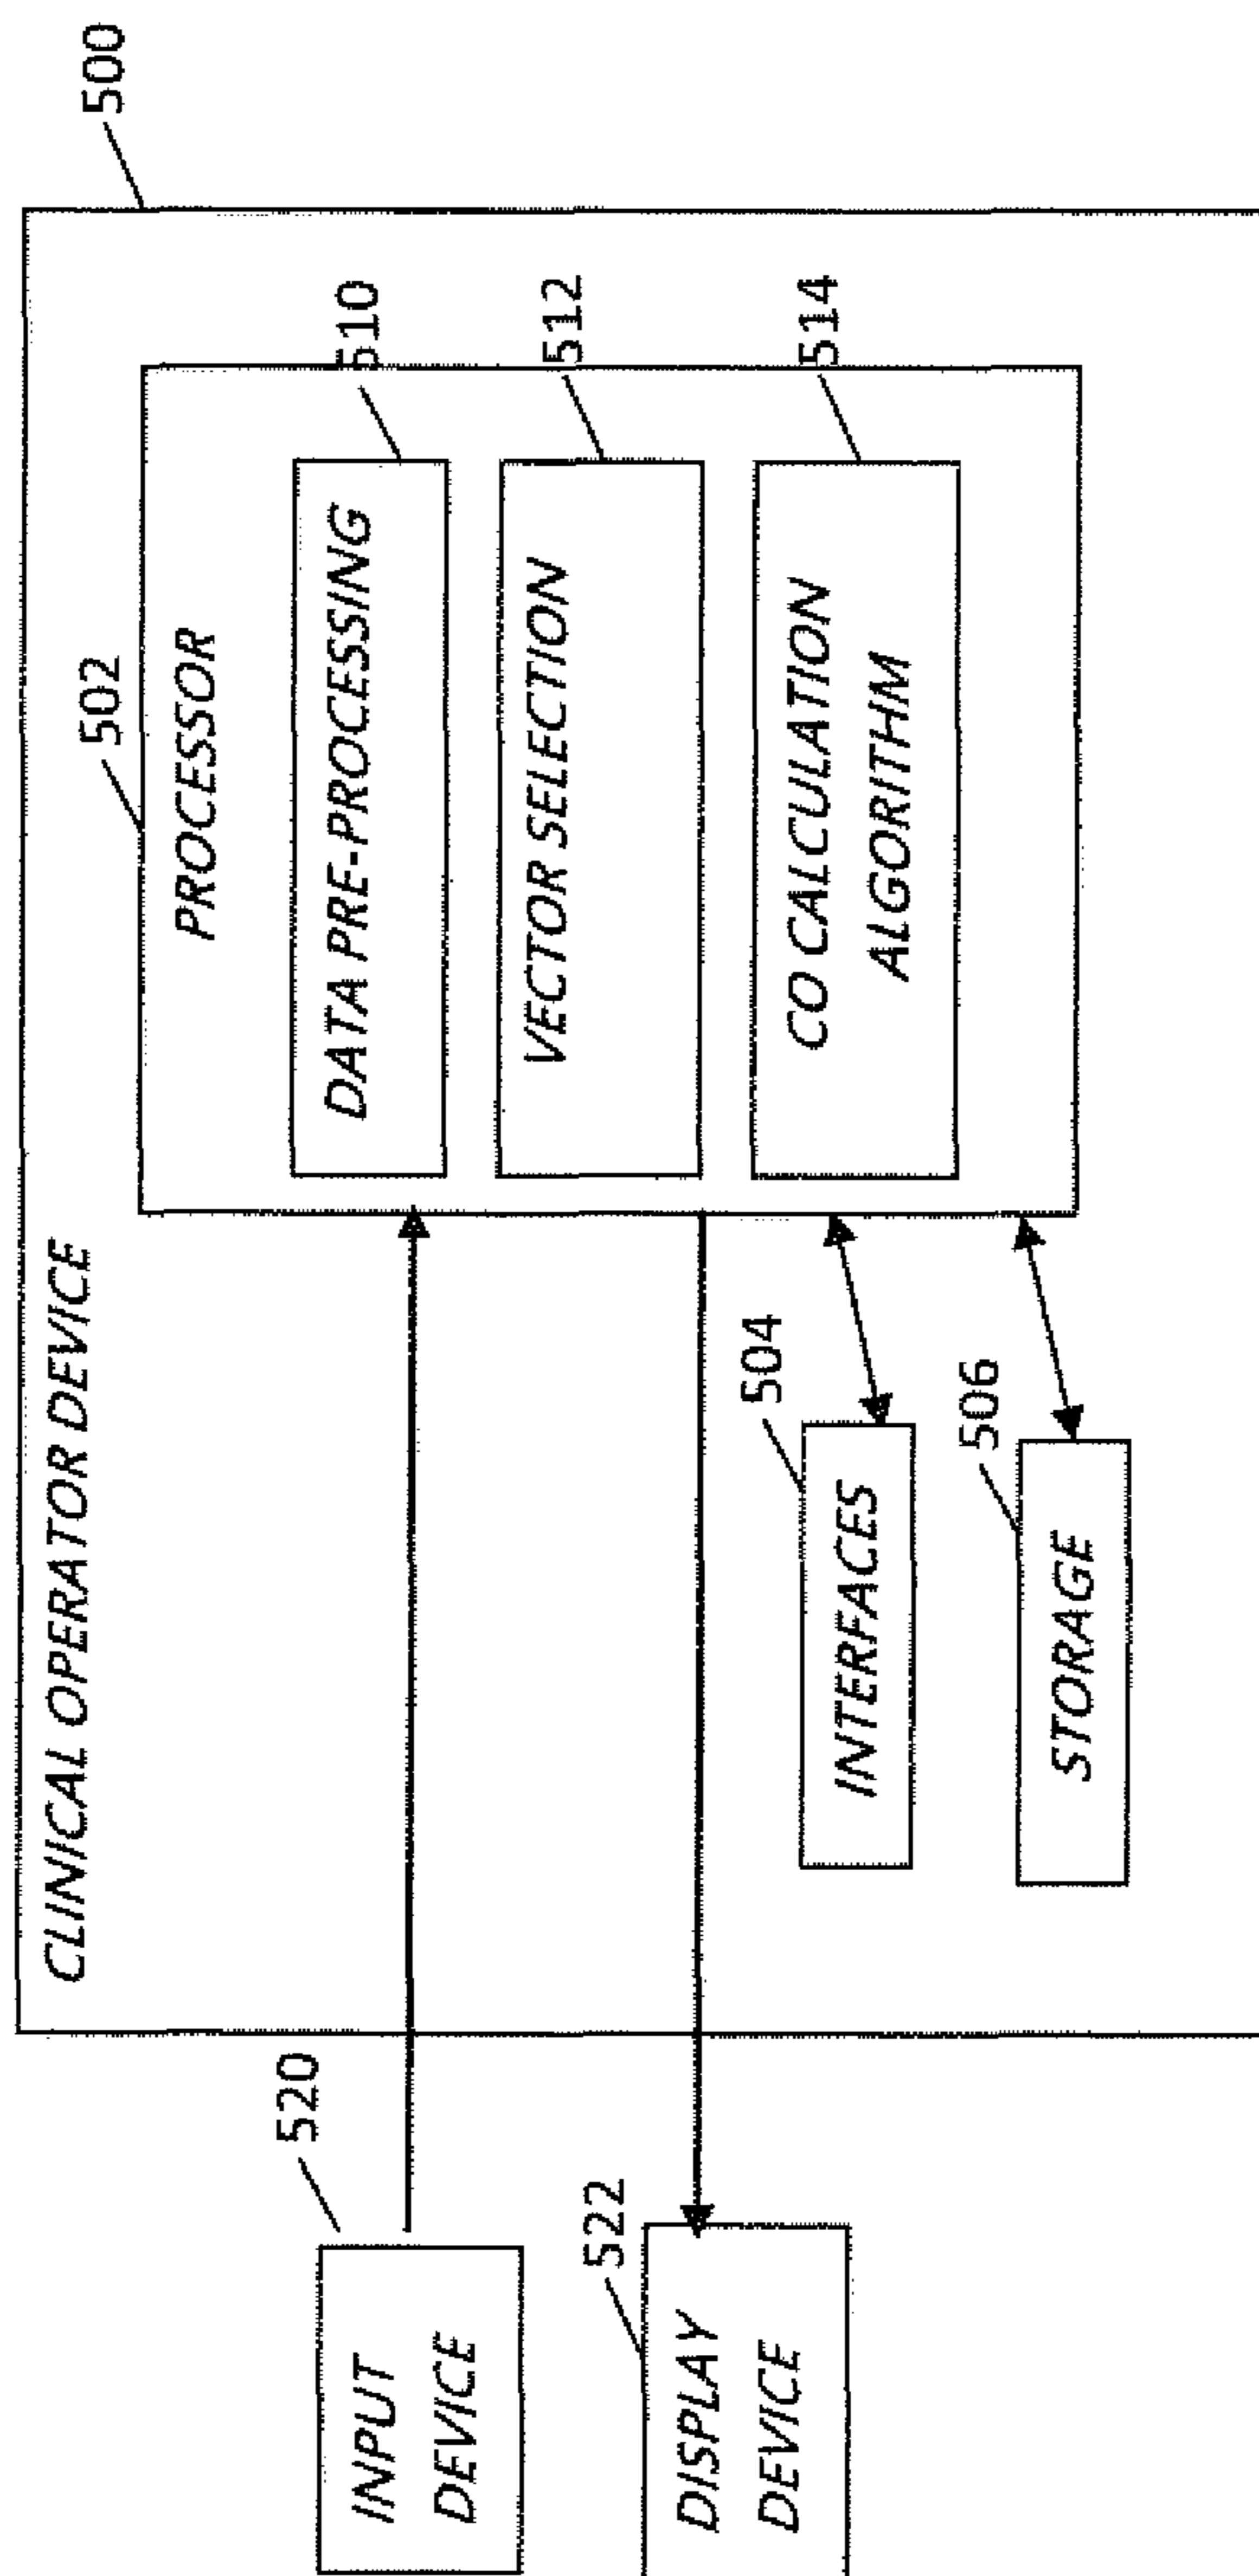 500
CLINICAL OPERATOR DEVICE
502
PROCESSOR
520
INPUT
DEVICE
510
DATA PRE-PROCESSING
522
DISPLAY
DEVICE
512
VECTOR SELECTION
514
CO CALCULATION
ALGORITHM
504
INTERFACES
506
STORAGE